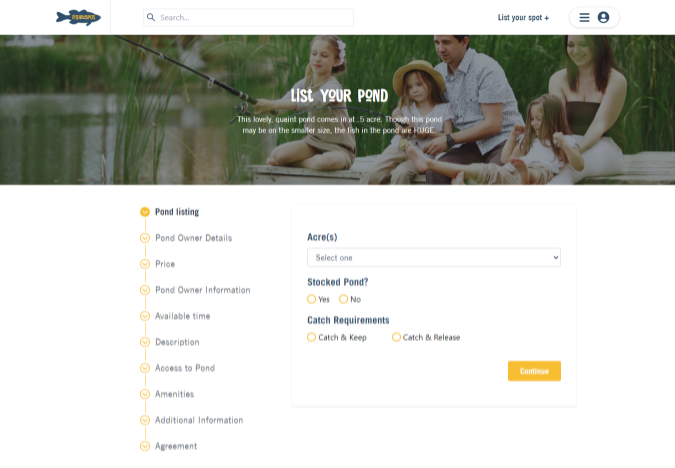 FISHASPOT
Search...
List your spot +
List Your Pond
This lovely, quaint pond comes in at .5 acre. Though this pond
may be on the smaller size, the fish in the pond are HUGE.
Pond listing
Pond Owner Details
Price
Pond Owner Information
Available time
Description
Access to Pond
Amenities
Additional Information
Agreement
Acre(s)
Select one
Stocked Pond?
Yes No
Catch Requirements
Catch & Keep Catch & Release
Continue